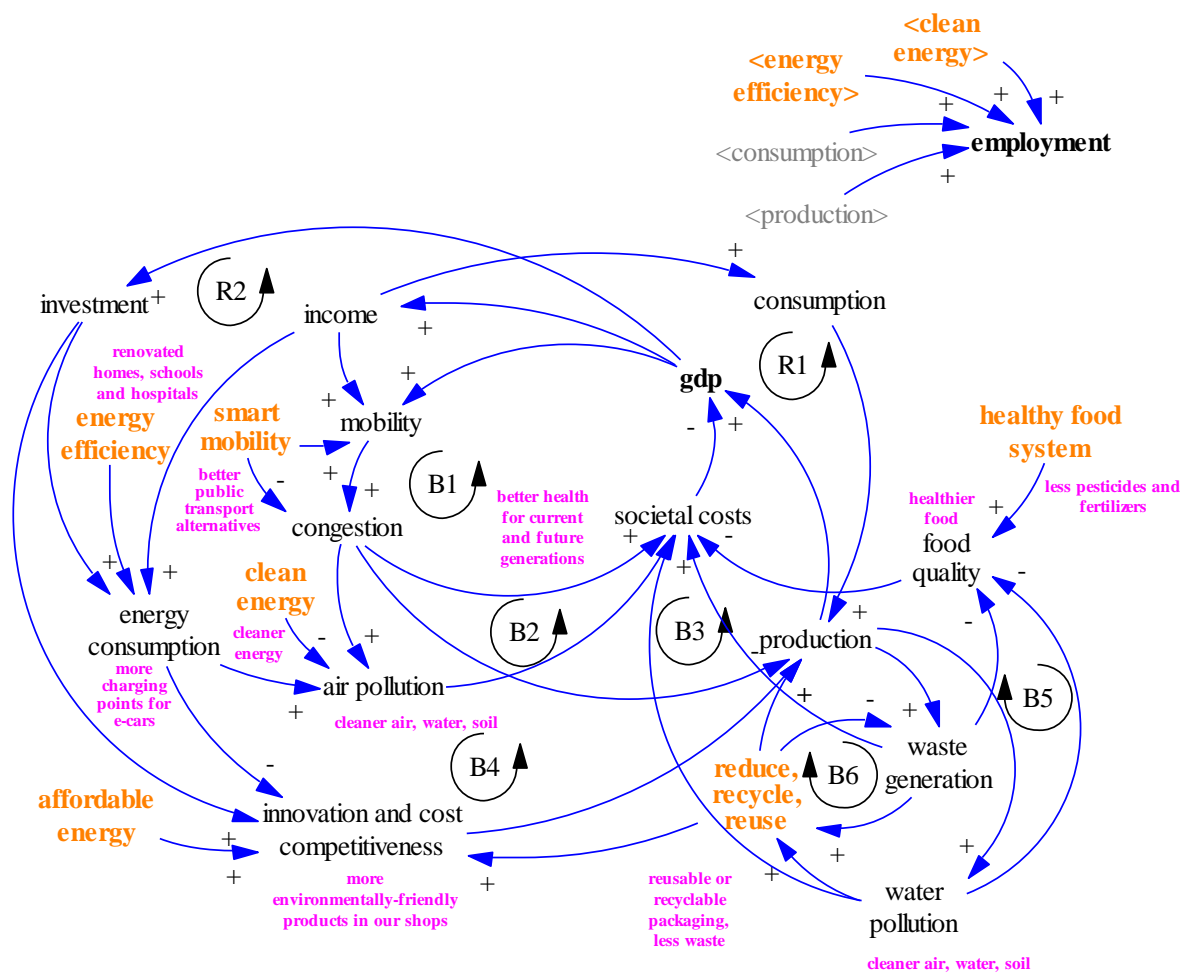 <clean
energy>
<energy
efficiency>
+
+
+
employment
<consumption>
+
<production>
+
investment
+
R2
income
+
consumption
R1
renovated
homes, schools
and hospitals
+
gdp
+
energy
efficiency
smart
mobility
+
mobility
-
+
healthy food
system
+
-
+
B1
better
public
transport
alternatives
congestion
better health
for current
and future
generations
societal costs
+
-
+
healthier
food
food
quality
less pesticides and
fertilizers
+
-
-
+
+
energy
consumption
clean
energy
-
cleaner
energy
+
B2
B3
+
production
-
more
charging
points for
e-cars
air pollution
+
cleaner air, water, soil
+
-
+
B5
B4
-
waste
generation
B6
reduce,
recycle,
reuse
affordable
energy
+
+
innovation and cost
competitiveness
+
+
+
+
more
environmentally-friendly
products in our shops
reusable or
recyclable
packaging,
less waste
water
pollution
cleaner air, water, soil